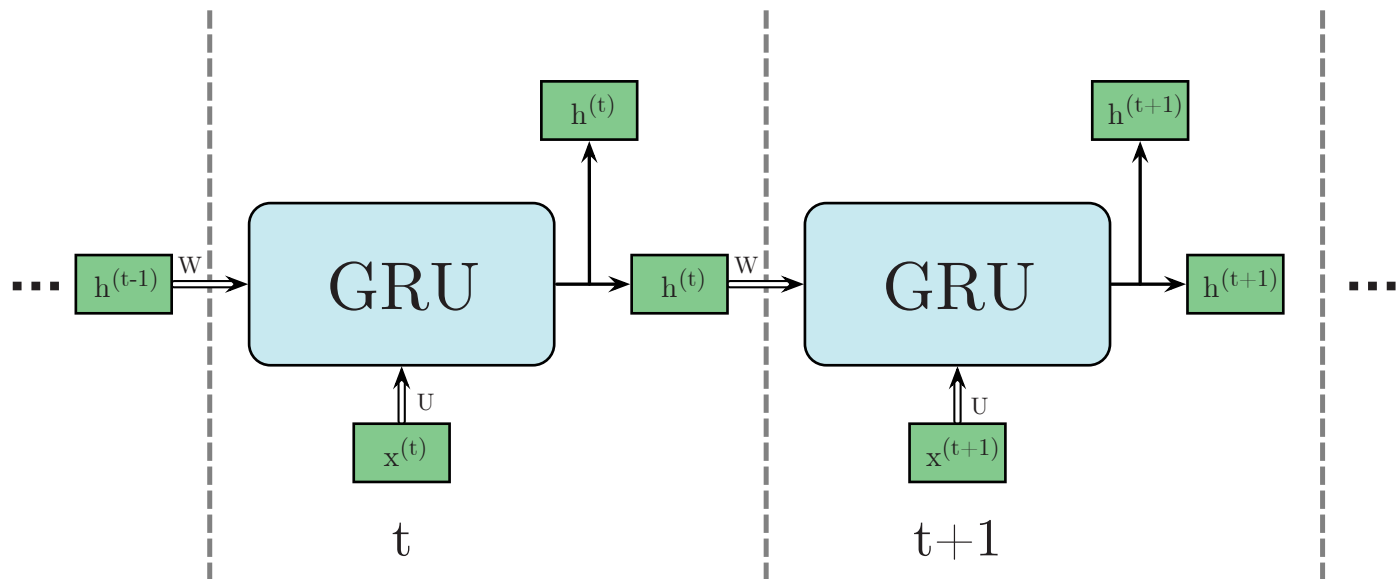 h^(t)
h^(t+1)
... h^(t-1) W GRU h^(t) W GRU h^(t+1) ...
U
U
x^(t)
x^(t+1)
t
t+1